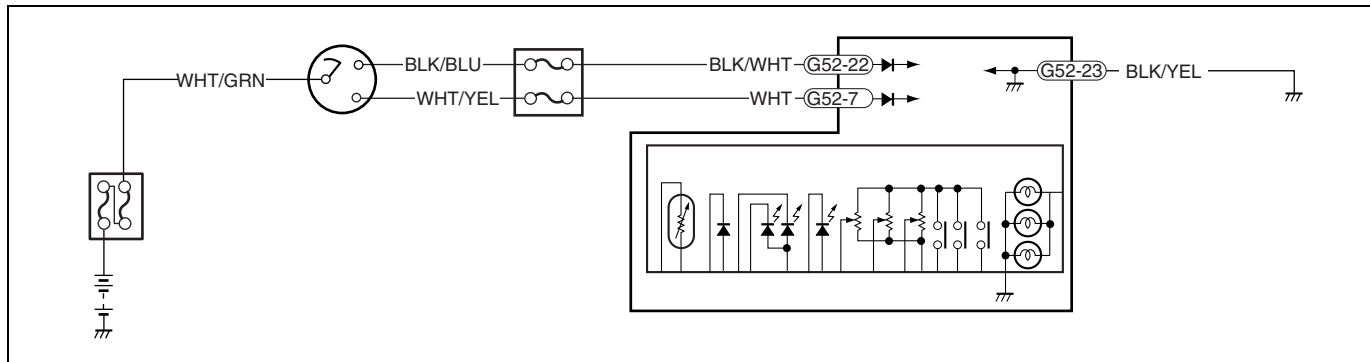 BLK/BLU BLK/WHT G52-22
G52-23 BLK/YEL
WHT/GRN
WHT/YEL WHT G52-7